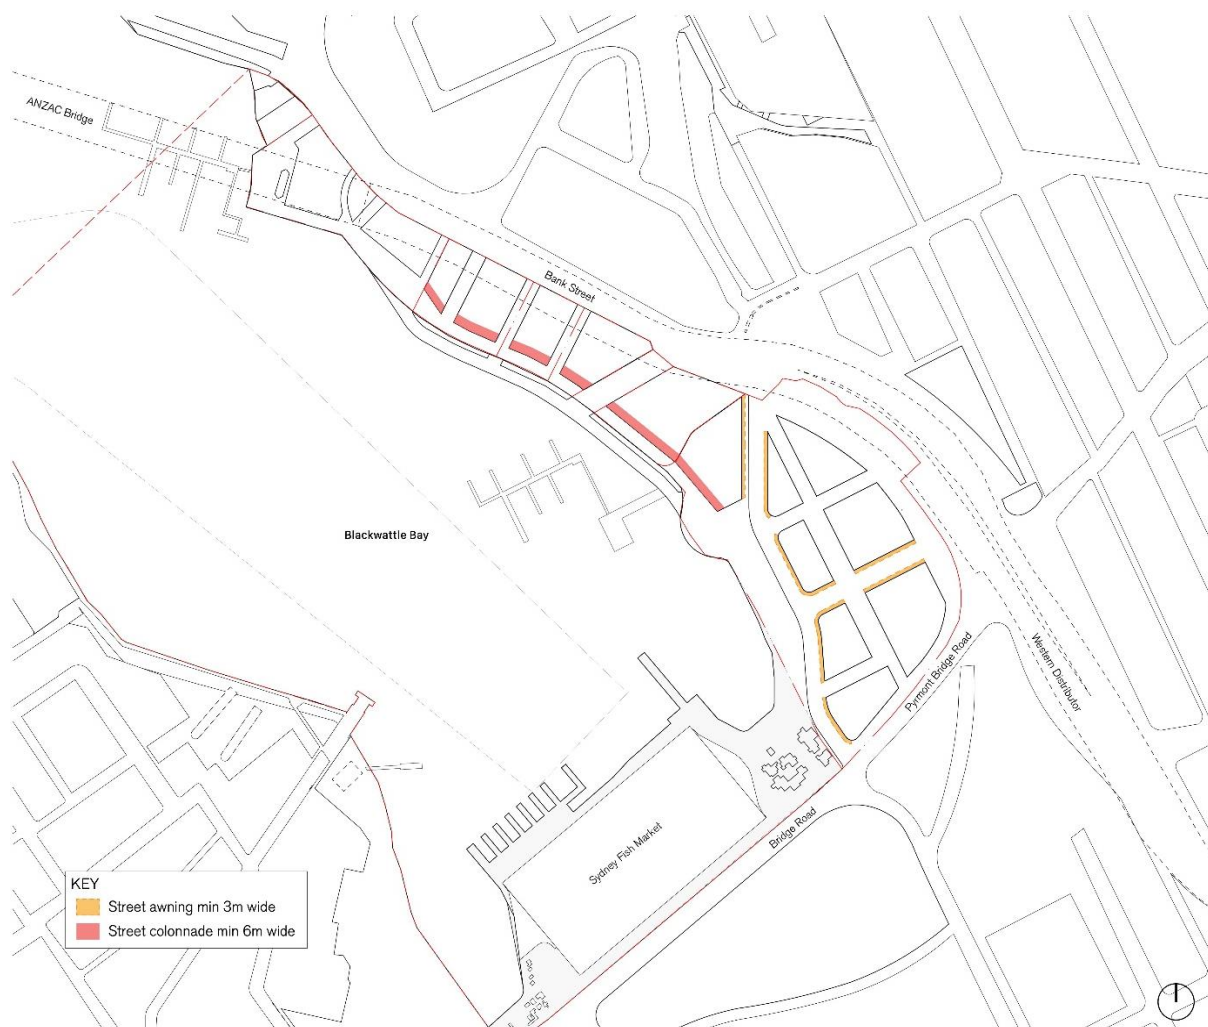 ANZAC Bridge
Bank Street
Blackwattle Bay
Pyrmont Bridge Road
Western Distributor
Sydney Fish Market
Bridge Road
KEY
Street awning min 3m wide
Street colonnade min 6m wide